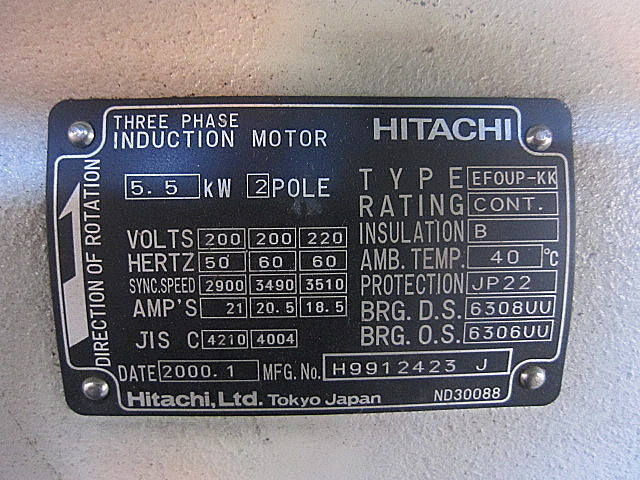 THREE PHASE
INDUCTION MOTOR
HITACHI
DIRECTION OF ROTATION
5.5 kW 2 POLE
VOLTS 200 200 220
HERTZ 50 60 60
SYNC.SPEED 2900 3490 3510
AMP'S 21 20.5 18.5
JIS C 4210 4004
TYPE EFOUP-KK
RATING CONT.
INSULATION B
AMB. TEMP. 40 °C
PROTECTION JP22
BRG. D.S. 6308UU
BRG. O.S. 6306UU
DATE 2000.1 MFG. No. H9912423 J
Hitachi, Ltd. Tokyo Japan ND30088